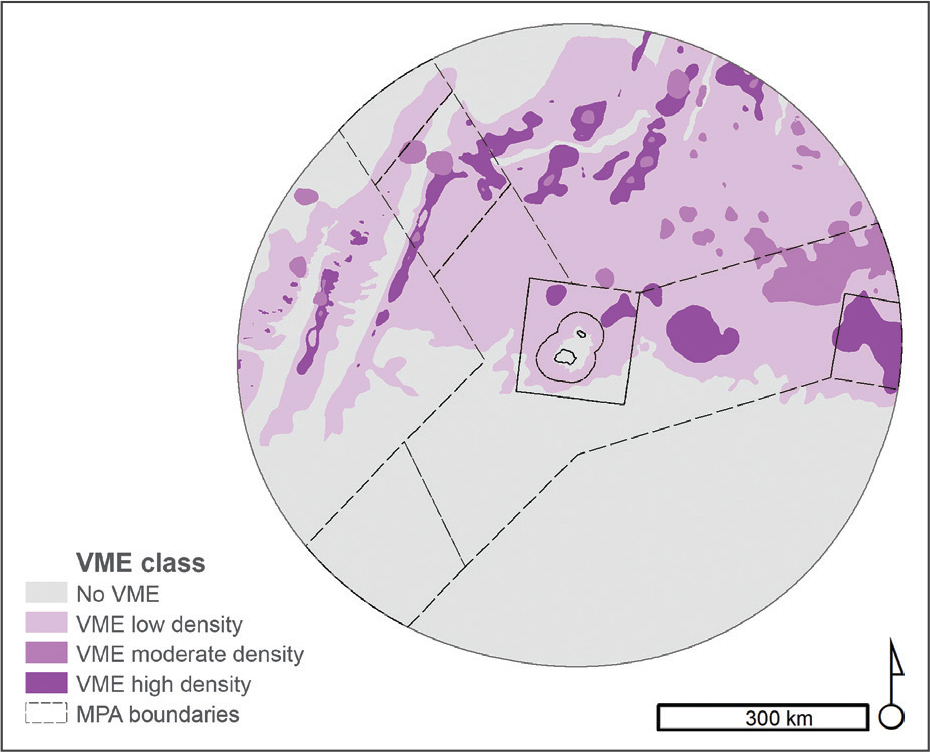 VME class
No VME
VME low density
VME moderate density
VME high density
MPA boundaries
300 km